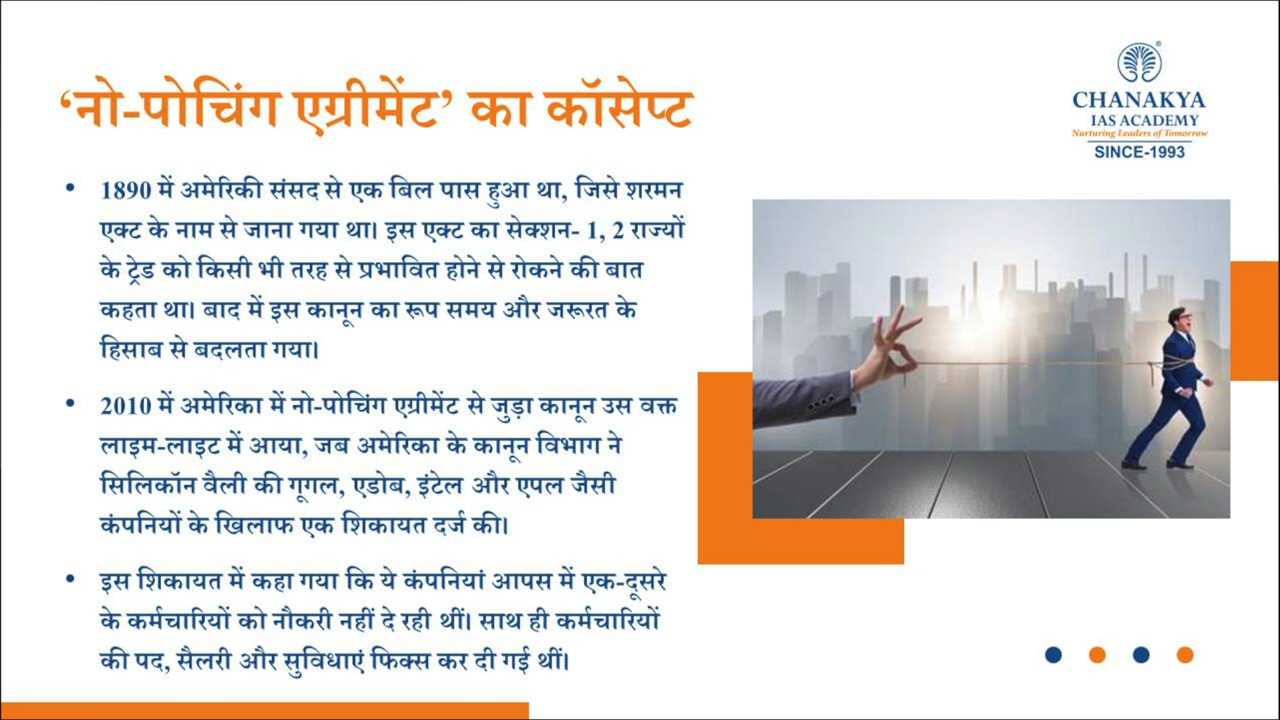 ‘नो-पोचिंग एग्रीमेंट’ का कॉसेप्ट
CHANAKYA
IAS ACADEMY
Nurturing Leaders of Tomorrow
SINCE-1993
• 1890 में अमेरिकी संसद से एक बिल पास हुआ था, जिसे शरमन
एक्ट के नाम से जाना गया था। इस एक्ट का सेक्शन- 1, 2 राज्यों
के ट्रेड को किसी भी तरह से प्रभावित होने से रोकने की बात
कहता था। बाद में इस कानून का रूप समय और जरूरत के
हिसाब से बदलता गया।
• 2010 में अमेरिका में नो-पोचिंग एग्रीमेंट से जुड़ा कानून उस वक्त
लाइम-लाइट में आया, जब अमेरिका के कानून विभाग ने
सिलिकॉन वैली की गूगल, एडोब, इंटेल और एपल जैसी
कंपनियों के खिलाफ एक शिकायत दर्ज की।
• इस शिकायत में कहा गया कि ये कंपनियां आपस में एक-दूसरे
के कर्मचारियों को नौकरी नहीं दे रही थीं। साथ ही कर्मचारियों
की पद, सैलरी और सुविधाएं फिक्स कर दी गई थीं।